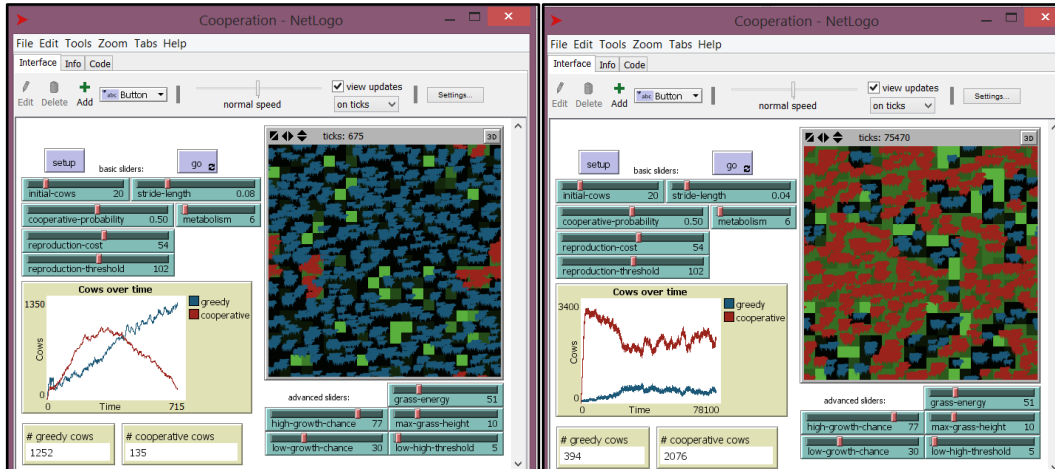 Cooperation - NetLogo
File Edit Tools Zoom Tabs Help
Interface Info Code
Edit Delete Add
abc Button
normal speed
view updates
on ticks
Settings...
ticks: 675
3D
setup
basic sliders:
go
initial-cows 20
stride-length 0.08
cooperative-probability 0.50
metabolism 6
reproduction-cost 54
reproduction-threshold 102
Cows over time
1350
Cows
0
0
Time
715
greedy
cooperative
advanced sliders:
grass-energy 51
high-growth-chance 77
max-grass-height 10
low-growth-chance 30
low-high-threshold 5
# greedy cows
1252
# cooperative cows
135
Cooperation - NetLogo
File Edit Tools Zoom Tabs Help
Interface Info Code
Edit Delete Add
abc Button
normal speed
view updates
on ticks
Settings...
ticks: 75470
3D
setup
basic sliders:
go
initial-cows 20
stride-length 0.04
cooperative-probability 0.50
metabolism 6
reproduction-cost 54
reproduction-threshold 102
Cows over time
3400
Cows
0
0
Time
78100
greedy
cooperative
advanced sliders:
grass-energy 51
high-growth-chance 77
max-grass-height 10
low-growth-chance 30
low-high-threshold 5
# greedy cows
394
# cooperative cows
2076